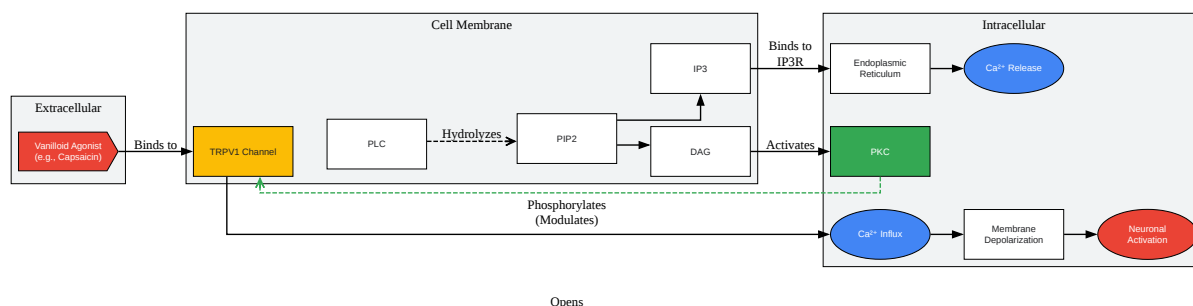 Cell Membrane
Intracellular
Extracellular
Vanilloid Agonist
(e.g., Capsaicin)
Binds to
TRPV1 Channel
PLC
Hydrolyzes
PIP2
IP3
DAG
Binds to
IP3R
Endoplasmic
Reticulum
Ca²⁺ Release
Activates
PKC
Phosphorylates
(Modulates)
Ca²⁺ Influx
Membrane
Depolarization
Neuronal
Activation
Opens